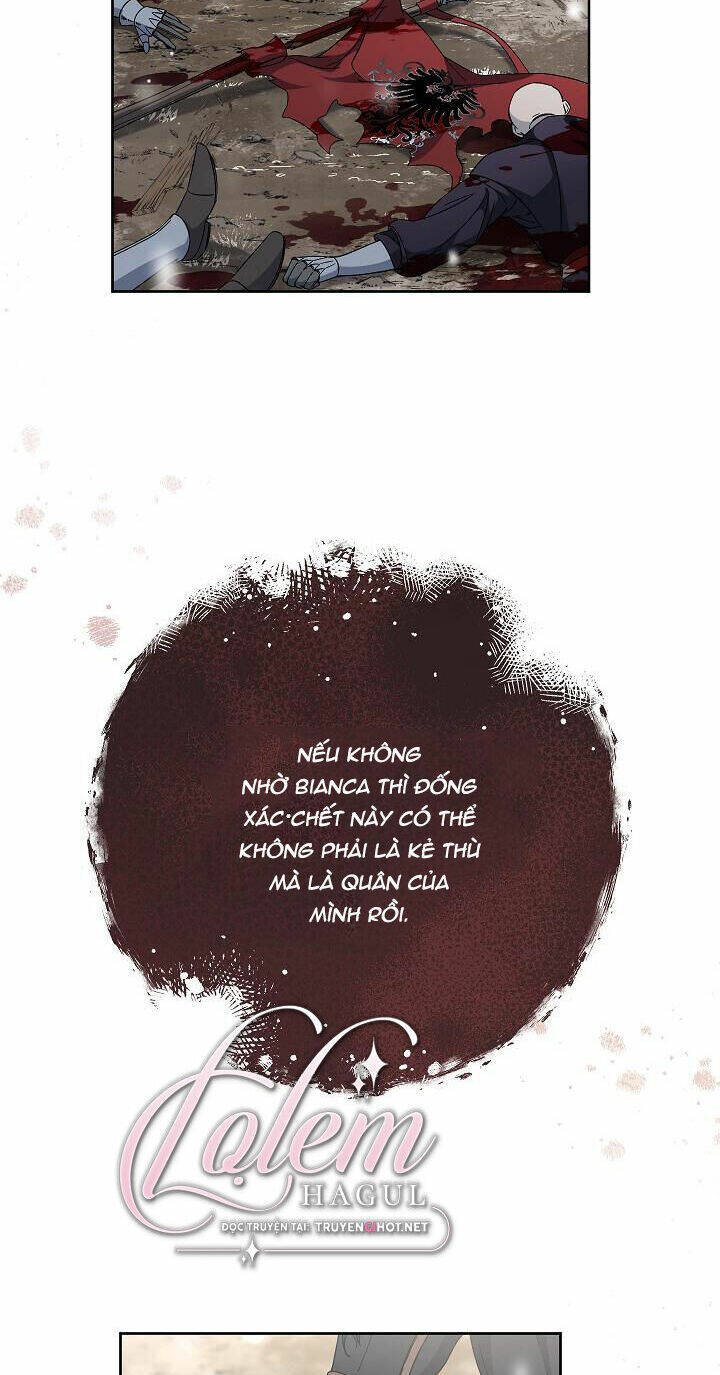 NẾU KHÔNG
NHỜ BIANCA THÌ ĐỐNG
XÁC•CHẾT NÀY CÓ THỂ
KHÔNG PHẢI LÀ KẺ THÙ
MÀ LÀ QUÂN CỦA
MÌNH RỒI.
Lọlem
HAGUL
ĐỌC TRUYỆN TẠI: TRUYENGIHOT.NET